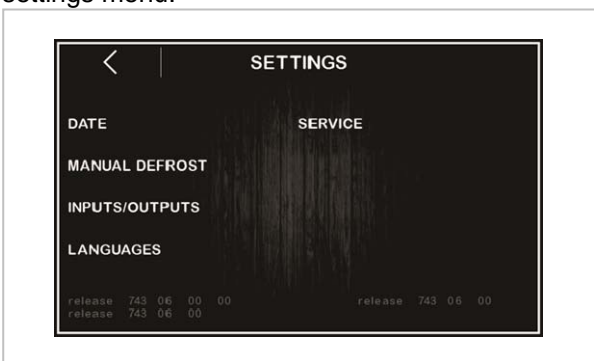 settings menu.
SETTINGS
DATE SERVICE
MANUAL DEFROST
INPUTS/OUTPUTS
LANGUAGES
release 743 06 00 00 release 743 06 00
release 743 06 00